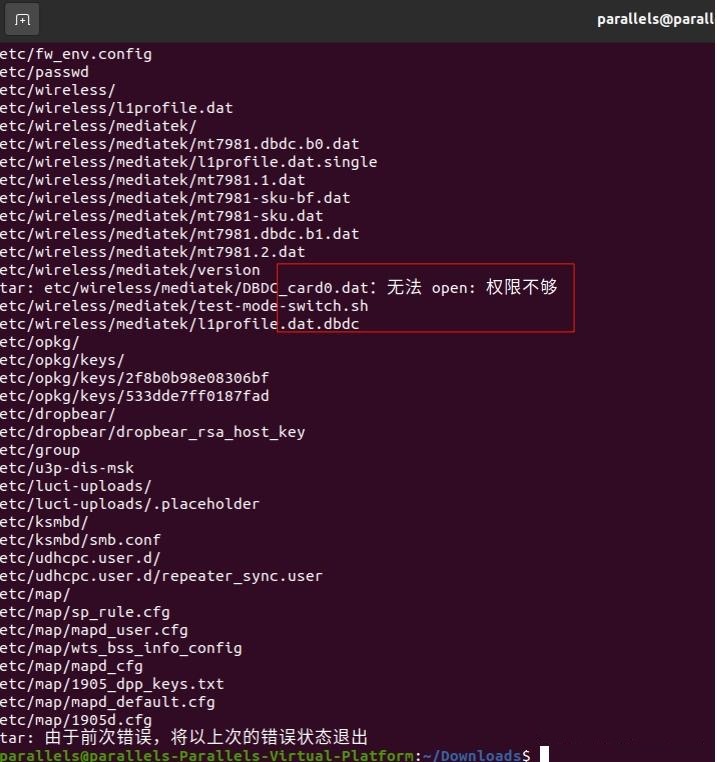 parallels@parall
etc/fw_env.config
etc/passwd
etc/wireless/
etc/wireless/l1profile.dat
etc/wireless/mediatek/
etc/wireless/mediatek/mt7981.dbdc.b0.dat
etc/wireless/mediatek/l1profile.dat.single
etc/wireless/mediatek/mt7981.1.dat
etc/wireless/mediatek/mt7981-sku-bf.dat
etc/wireless/mediatek/mt7981-sku.dat
etc/wireless/mediatek/mt7981.dbdc.b1.dat
etc/wireless/mediatek/mt7981.2.dat
etc/wireless/mediatek/version
tar: etc/wireless/mediatek/DBDC_card0.dat：无法 open: 权限不够
etc/wireless/mediatek/test-mode-switch.sh
etc/wireless/mediatek/l1profile.dat.dbdc
etc/opkg/
etc/opkg/keys/
etc/opkg/keys/2f8b0b98e08306bf
etc/opkg/keys/533dde7ff0187fad
etc/dropbear/
etc/dropbear/dropbear_rsa_host_key
etc/group
etc/u3p-dis-msk
etc/luci-uploads/
etc/luci-uploads/.placeholder
etc/ksmbd/
etc/ksmbd/smb.conf
etc/udhcpc.user.d/
etc/udhcpc.user.d/repeater_sync.user
etc/map/
etc/map/sp_rule.cfg
etc/map/mapd_user.cfg
etc/map/wts_bss_info_config
etc/map/mapd_cfg
etc/map/1905_dpp_keys.txt
etc/map/mapd_default.cfg
etc/map/1905d.cfg
tar: 由于前次错误，将以上次的错误状态退出
parallels@parallels-Parallels-Virtual-Platform:~/Downloads$